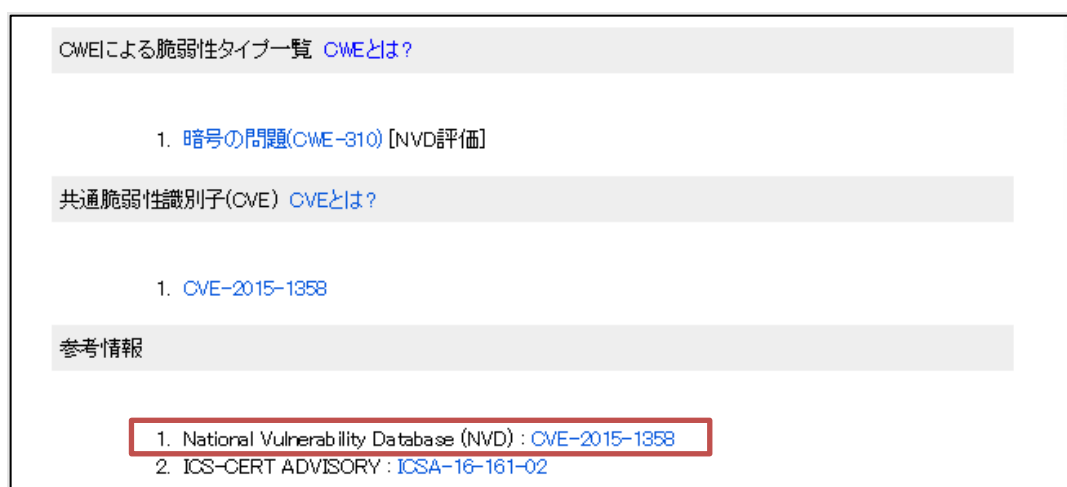 CWEによる脆弱性タイプ一覧 CWEとは?
1. 暗号の問題(CWE-310) [NVD評価]
共通脆弱性識別子(CVE) CVEとは?
1. CVE-2015-1358
参考情報
1. National Vulnerability Database (NVD) : CVE-2015-1358
2. ICS-CERT ADVISORY : ICSA-16-161-02